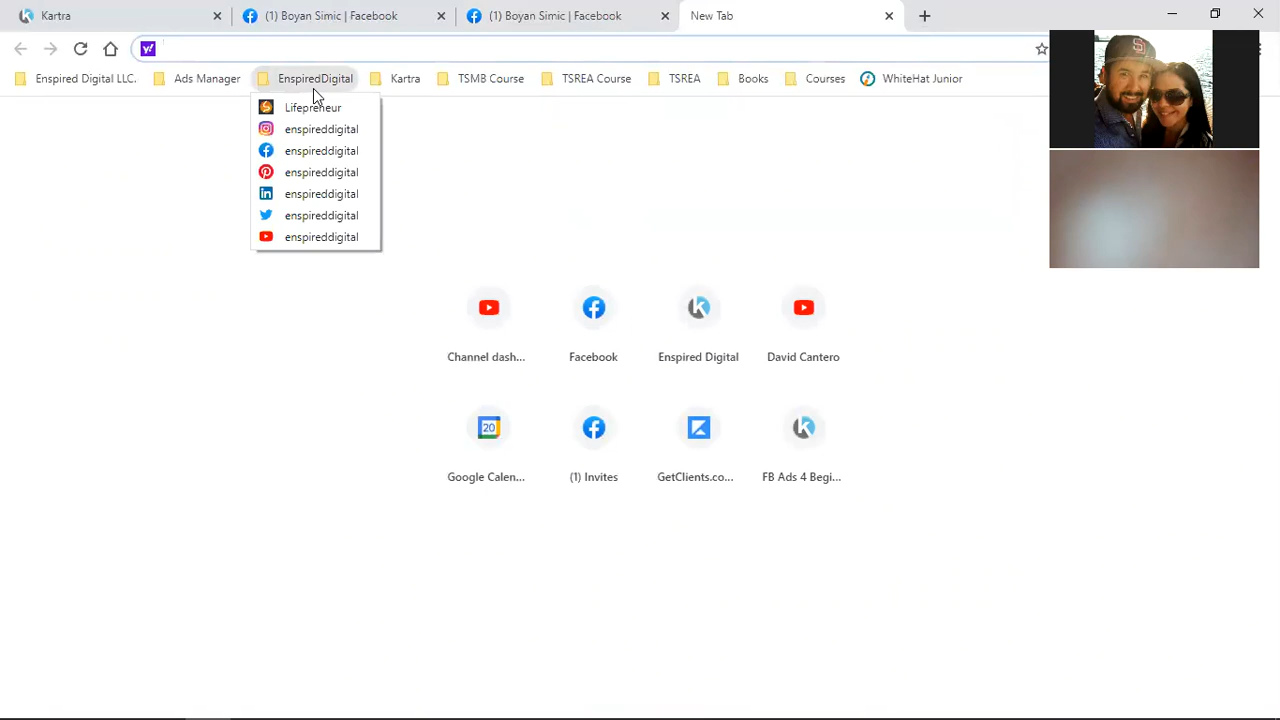 Kartra (1) Boyan Simic | Facebook (1) Boyan Simic | Facebook New Tab
y!
Enspired Digital LLC. Ads Manager EnspiredDigital Kartra TSMB Course TSREA Course TSREA Books Courses WhiteHat Junior
Lifepreneur
enspireddigital
enspireddigital
enspireddigital
enspireddigital
enspireddigital
enspireddigital
Channel dash... Facebook Enspired Digital David Cantero
20
Google Calen... (1) Invites GetClients.co... FB Ads 4 Begi...